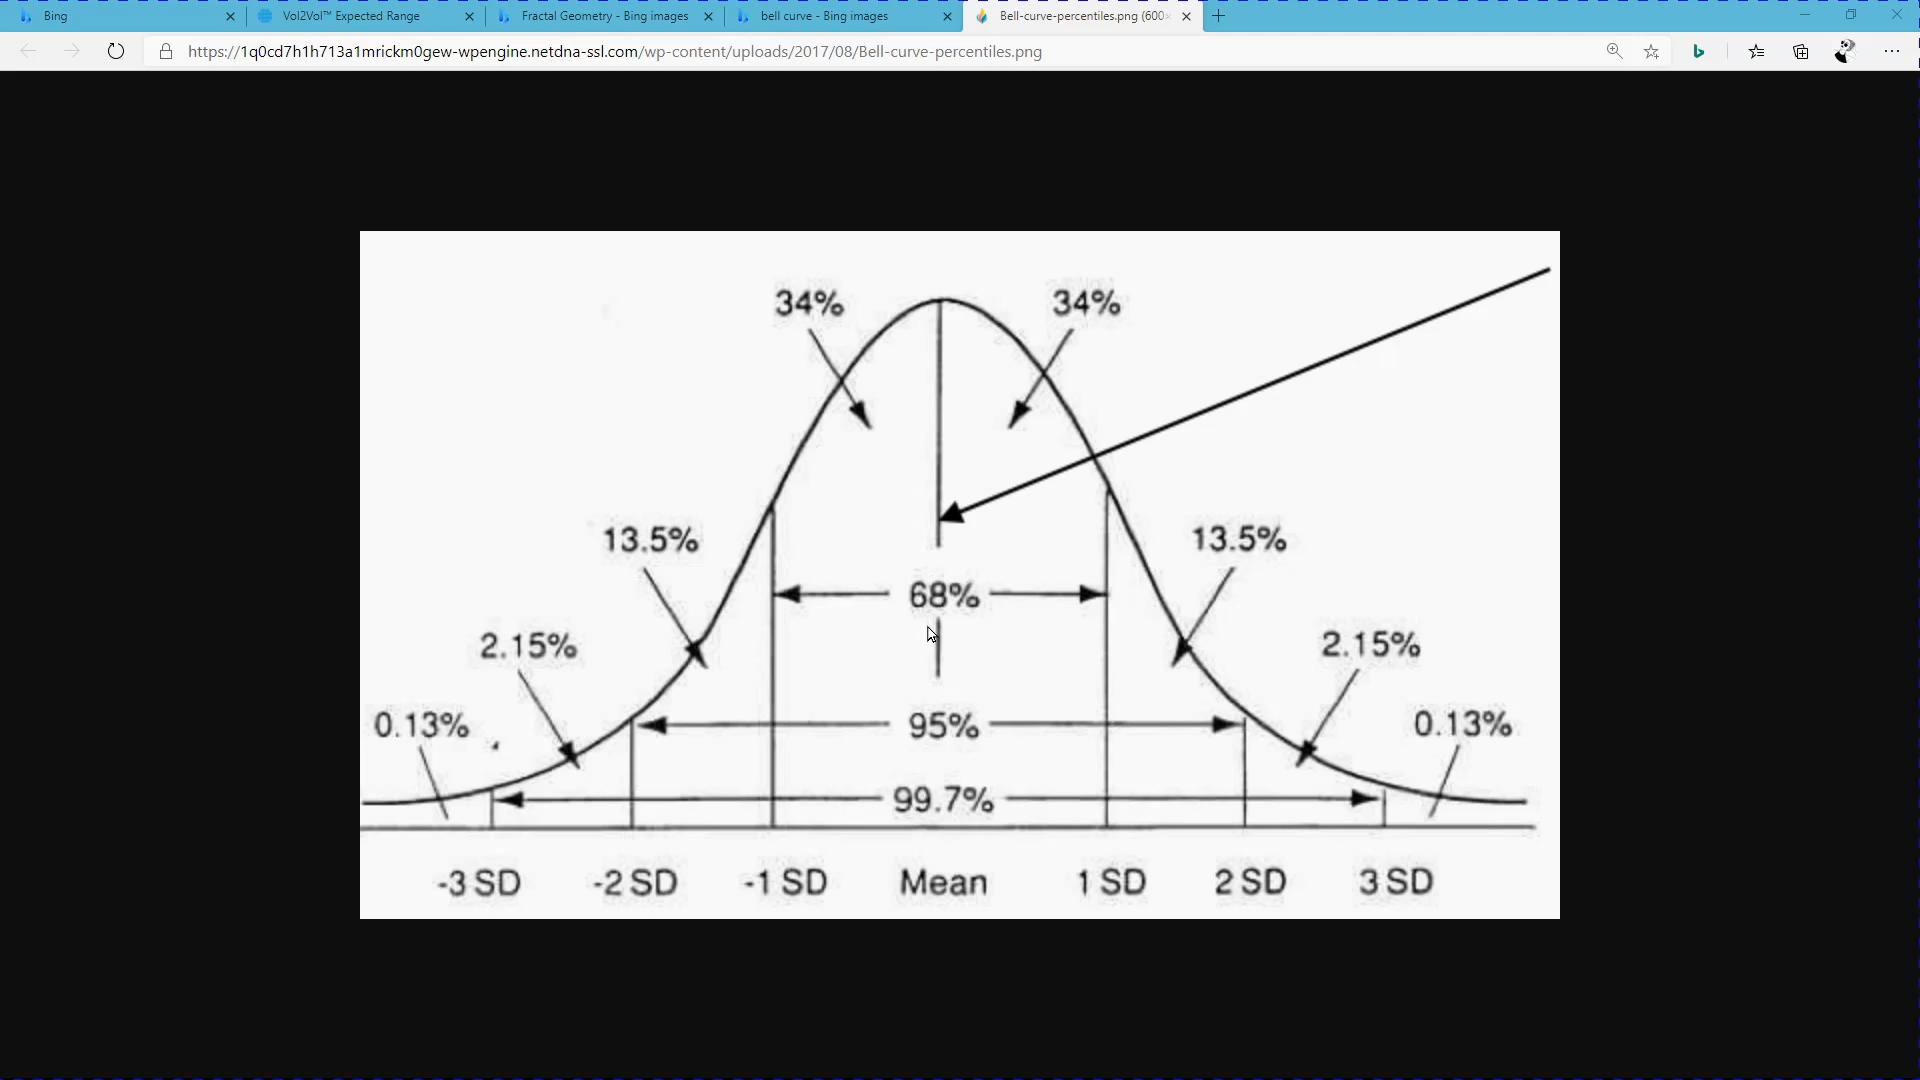 Bing
Vol2Vol™ Expected Range
Fractal Geometry - Bing images
bell curve - Bing images
Bell-curve-percentiles.png (600×
https://1q0cd7h1h713a1mrickm0gew-wpengine.netdna-ssl.com/wp-content/uploads/2017/08/Bell-curve-percentiles.png
34% 34%
13.5% 13.5%
68%
2.15% 2.15%
0.13% 95% 0.13%
99.7%
-3 SD -2 SD -1 SD Mean 1 SD 2 SD 3 SD